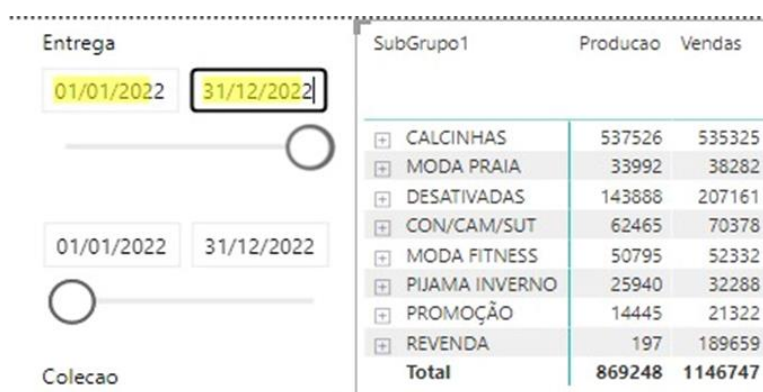 Entrega
01/01/2022 31/12/2022
01/01/2022 31/12/2022
Colecao
SubGrupo1 Producao Vendas
CALCINHAS 537526 535325
MODA PRAIA 33992 38282
DESATIVADAS 143888 207161
CON/CAM/SUT 62465 70378
MODA FITNESS 50795 52332
PIJAMA INVERNO 25940 32288
PROMOÇÃO 14445 21322
REVENDA 197 189659
Total 869248 1146747